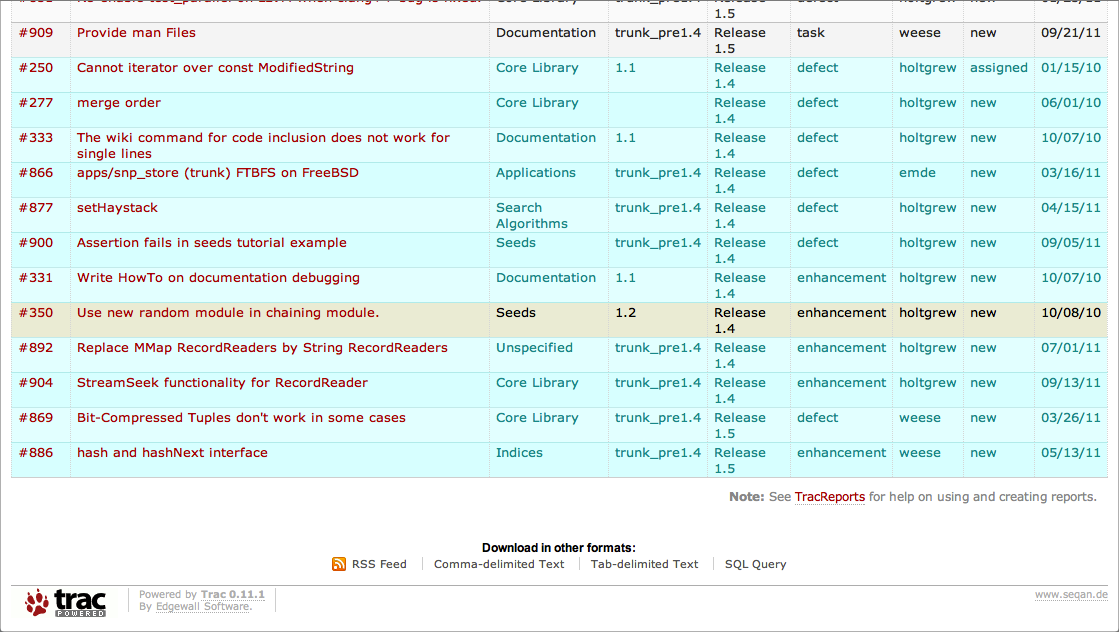 1.5
#909 Provide man Files Documentation trunk_pre1.4 Release 1.5 task weese new 09/21/11
#250 Cannot iterator over const ModifiedString Core Library 1.1 Release 1.4 defect holtgrew assigned 01/15/10
#277 merge order Core Library Release 1.4 defect holtgrew new 06/01/10
#333 The wiki command for code inclusion does not work for single lines Documentation 1.1 Release 1.4 defect holtgrew new 10/07/10
#866 apps/snp_store (trunk) FTBFS on FreeBSD Applications trunk_pre1.4 Release 1.4 defect emde new 03/16/11
#877 setHaystack Search Algorithms trunk_pre1.4 Release 1.4 defect holtgrew new 04/15/11
#900 Assertion fails in seeds tutorial example Seeds trunk_pre1.4 Release 1.4 defect holtgrew new 09/05/11
#331 Write HowTo on documentation debugging Documentation 1.1 Release 1.4 enhancement holtgrew new 10/07/10
#350 Use new random module in chaining module. Seeds 1.2 Release 1.4 enhancement holtgrew new 10/08/10
#892 Replace MMap RecordReaders by String RecordReaders Unspecified trunk_pre1.4 Release 1.4 enhancement holtgrew new 07/01/11
#904 StreamSeek functionality for RecordReader Core Library trunk_pre1.4 Release 1.4 enhancement holtgrew new 09/13/11
#869 Bit-Compressed Tuples don't work in some cases Core Library trunk_pre1.4 Release 1.5 defect weese new 03/26/11
#886 hash and hashNext interface Indices trunk_pre1.4 Release 1.5 enhancement weese new 05/13/11
Note: See TracReports for help on using and creating reports.
Download in other formats:
RSS Feed Comma-delimited Text Tab-delimited Text SQL Query
trac POWERED
Powered by Trac 0.11.1
By Edgewall Software.
www.seqan.de